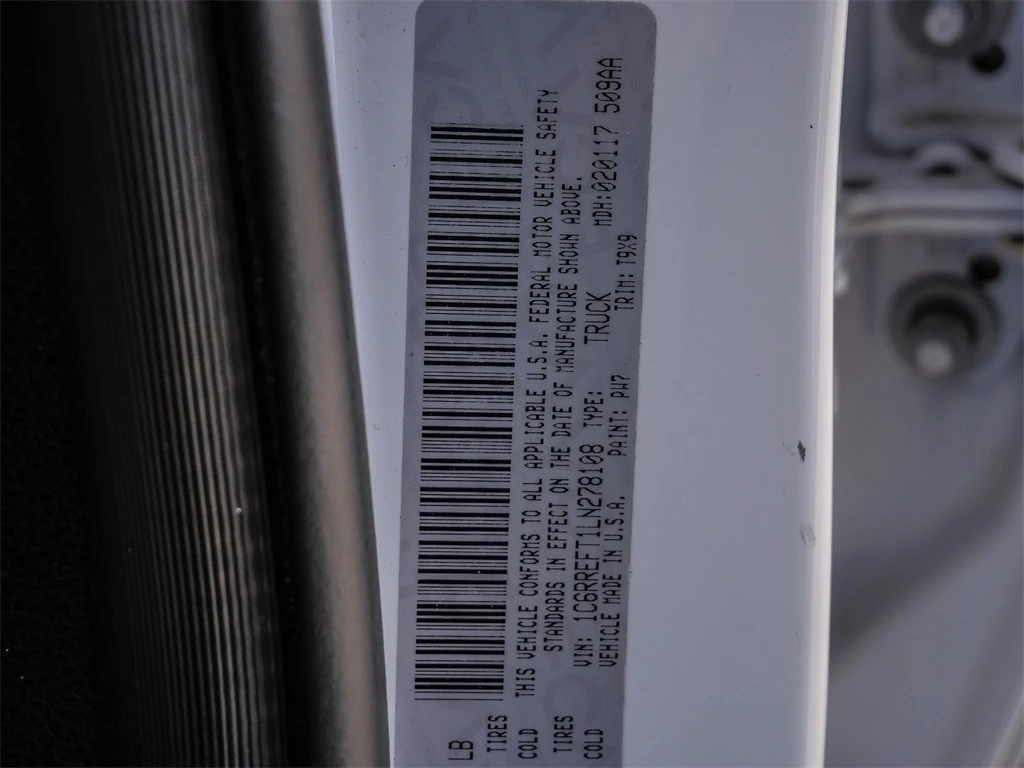 LB
TIRES
COLD
TIRES
COLD
THIS VEHICLE CONFORMS TO ALL APPLICABLE U.S.A. FEDERAL MOTOR VEHICLE SAFETY
STANDARDS IN EFFECT ON THE DATE OF MANUFACTURE SHOWN ABOVE.
VIN: 1C6RREFT1LN278108 TYPE: TRUCK MDH:020117 509AA
VEHICLE MADE IN U.S.A. PAINT: PW7 TRIM: T9X9